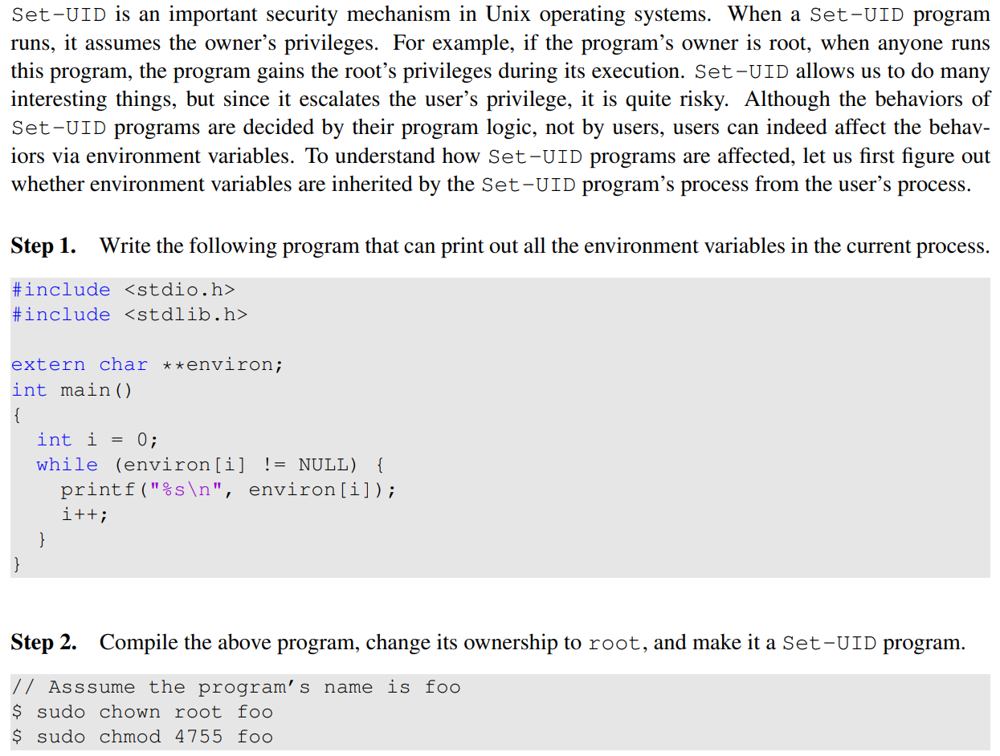 Set-UID is an important security mechanism in Unix operating systems. When a Set-UID program
runs, it assumes the owner's privileges. For example, if the program's owner is root, when anyone runs
this program, the program gains the root's privileges during its execution. Set-UID allows us to do many
interesting things, but since it escalates the user's privilege, it is quite risky. Although the behaviors of
Set-UID programs are decided by their program logic, not by users, users can indeed affect the behav-
iors via environment variables. To understand how Set-UID programs are affected, let us first figure out
whether environment variables are inherited by the Set-UID program's process from the user's process.
Step 1. Write the following program that can print out all the environment variables in the current process.
#include <stdio.h>
#include <stdlib.h>
extern char **environ;
int main()
{
  int i = 0;
  while (environ[i] != NULL) {
    printf("%s\n", environ[i]);
    i++;
  }
}
Step 2. Compile the above program, change its ownership to root, and make it a Set-UID program.
// Asssume the program's name is foo
$ sudo chown root foo
$ sudo chmod 4755 foo